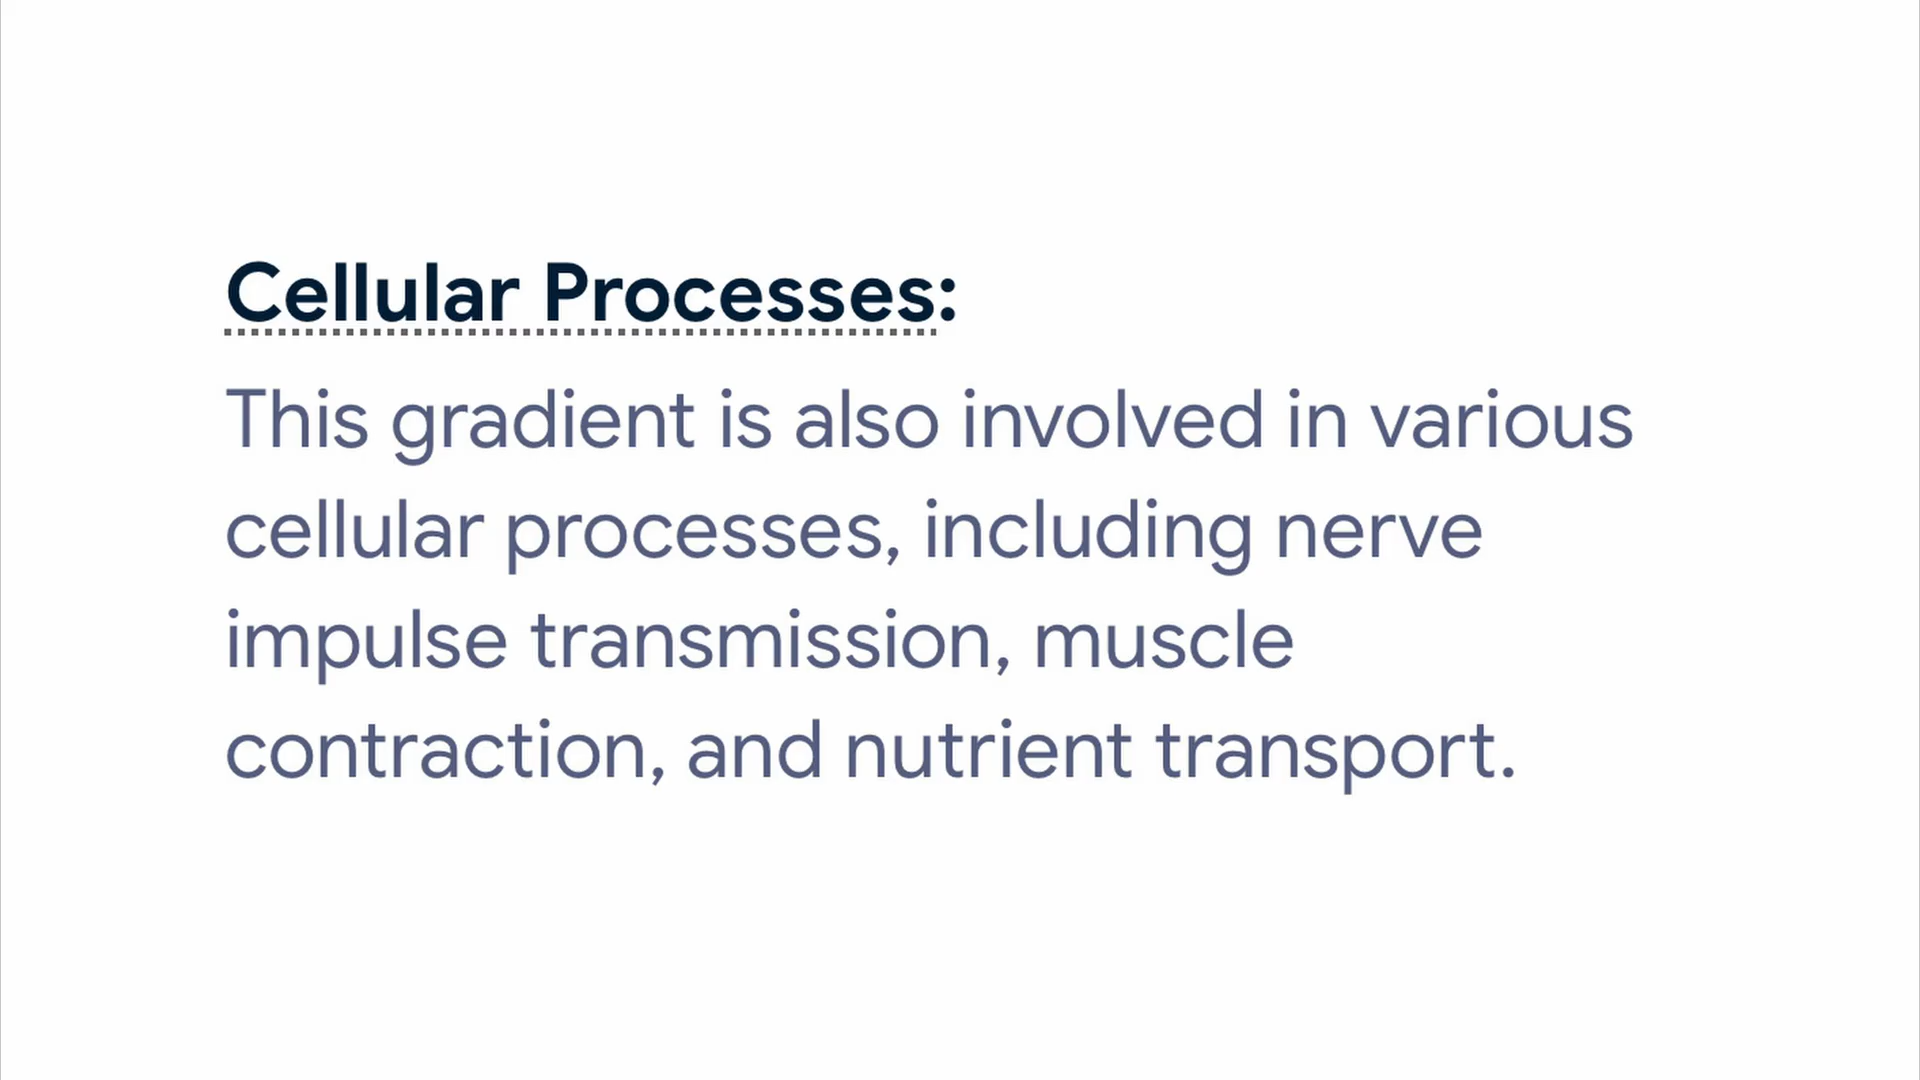 Cellular Processes:
This gradient is also involved in various
cellular processes, including nerve
impulse transmission, muscle
contraction, and nutrient transport.